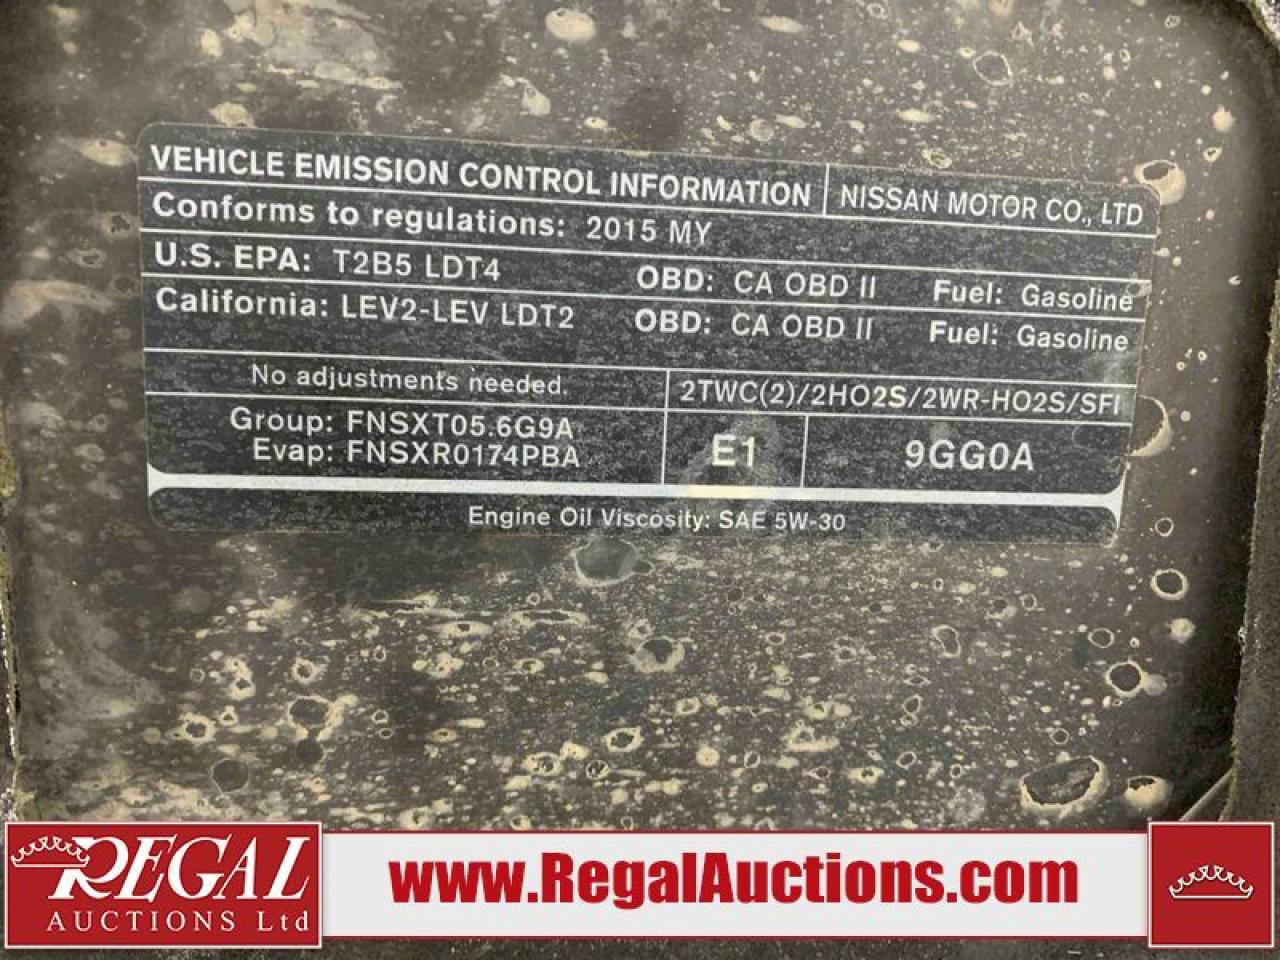 VEHICLE EMISSION CONTROL INFORMATION NISSAN MOTOR CO., LTD
Conforms to regulations: 2015 MY
U.S. EPA: T2B5 LDT4 OBD: CA OBD II Fuel: Gasoline
California: LEV2-LEV LDT2 OBD: CA OBD II Fuel: Gasoline
No adjustments needed. 2TWC(2)/2HO2S/2WR-HO2S/SFI
Group: FNSXT05.6G9A
Evap: FNSXR0174PBA
E1 9GG0A
Engine Oil Viscosity: SAE 5W-30
REGAL
AUCTIONS Ltd
www.RegalAuctions.com